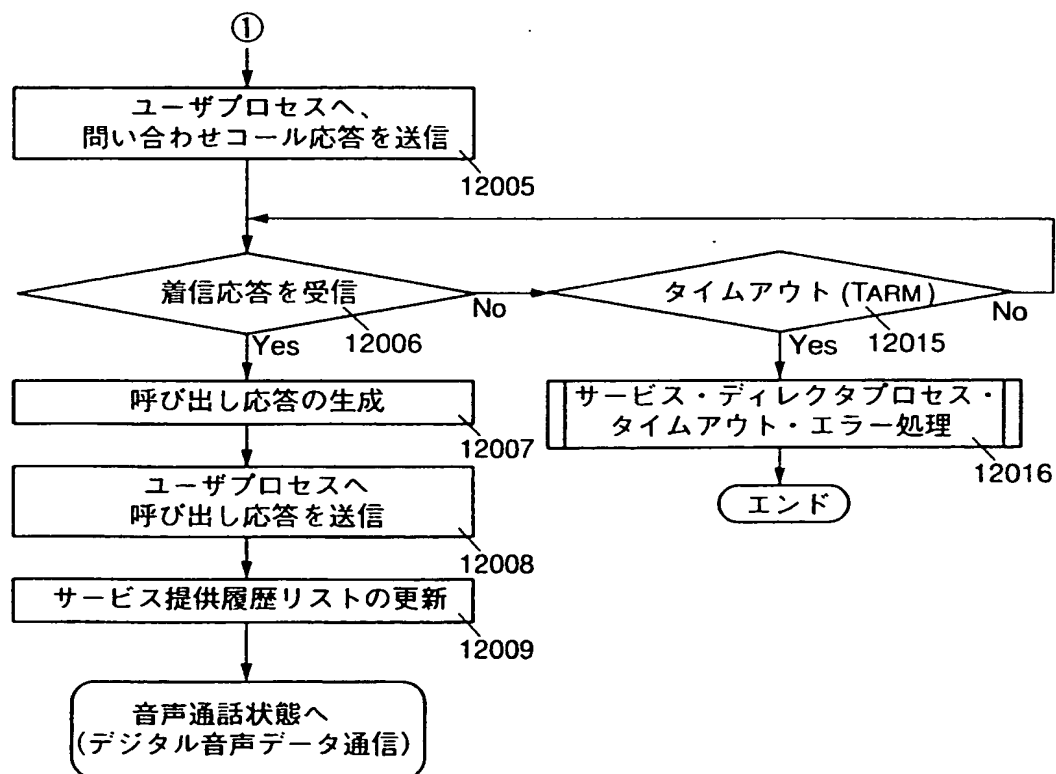 ①
ユーザプロセスへ、
問い合わせコール応答を送信
12005
着信応答を受信
No
12006
Yes
タイムアウト(TARM)
No
12015
Yes
呼び出し応答の生成
12007
サービス・ディレクタプロセス・
タイムアウト・エラー処理
12016
エンド
ユーザプロセスへ
呼び出し応答を送信
12008
サービス提供履歴リストの更新
12009
音声通話状態へ
(デジタル音声データ通信)